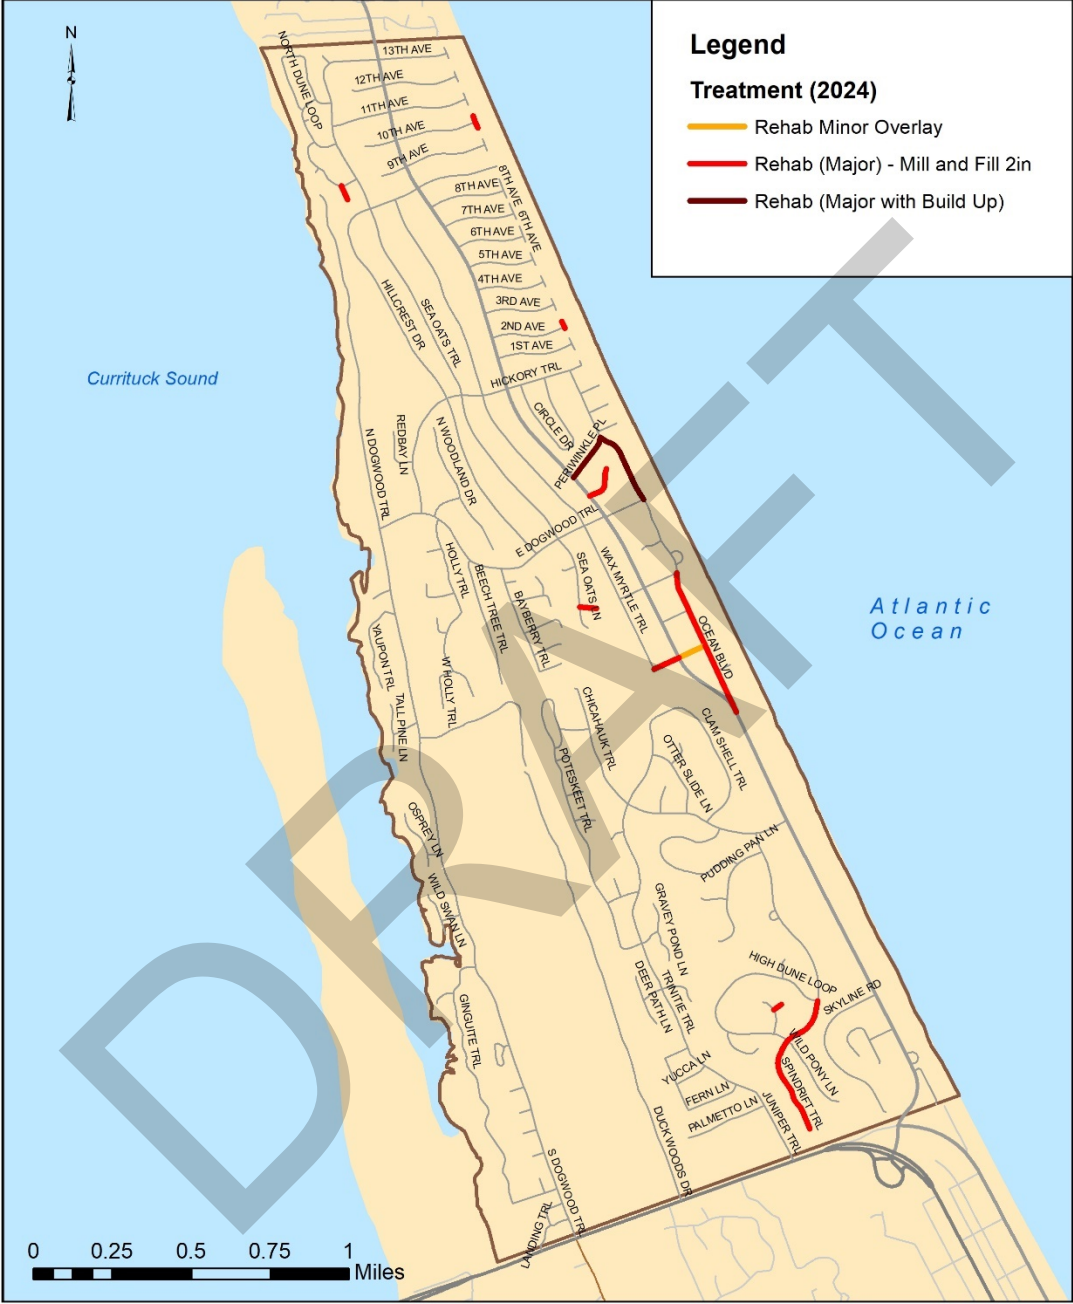 N
Legend
Treatment (2024)
Rehab Minor Overlay
Rehab (Major) - Mill and Fill 2in
Rehab (Major with Build Up)
13TH AVE
NORTH DUNE LOOP
12TH AVE
11TH AVE
10TH AVE
9TH AVE
8TH AVE
8TH AVE
7TH AVE
6TH AVE
6TH AVE
5TH AVE
4TH AVE
3RD AVE
2ND AVE
1ST AVE
HILLCREST DR
SEA OATS TRL
HICKORY TRL
Currituck Sound
CIRCLE DR
PERIWINKLE PL
REDBAY LN
N WOODLAND DR
N DOGWOOD TRL
E DOGWOOD TRL
HOLLY TRL
BEECH TREE TRL
BAYBERRY TRL
SEA OATS LN
WAX MYRTLE TRL
OCEAN BLVD
Atlantic
Ocean
YAUPON TRL
W HOLLY TRL
TALL PINE LN
CHICAHAUK TRL
CLAM SHELL TRL
OTTER SLIDE LN
POTESKEET TRL
OSPREY LN
PUDDING PAN LN
WILD SWAN LN
GRAVEY POND LN
HIGH DUNE LOOP
SKYLINE RD
DEER PATH LN
TRINITIE TRL
GINGUITE TRL
WILD PONY LN
SPINDRIFT TRL
YUCCA LN
FERN LN
PALMETTO LN
JUNIPER TRL
DUCK WOODS DR
S DOGWOOD TRL
LANDING TRL
DRAFT
0 0.25 0.5 0.75 1
Miles